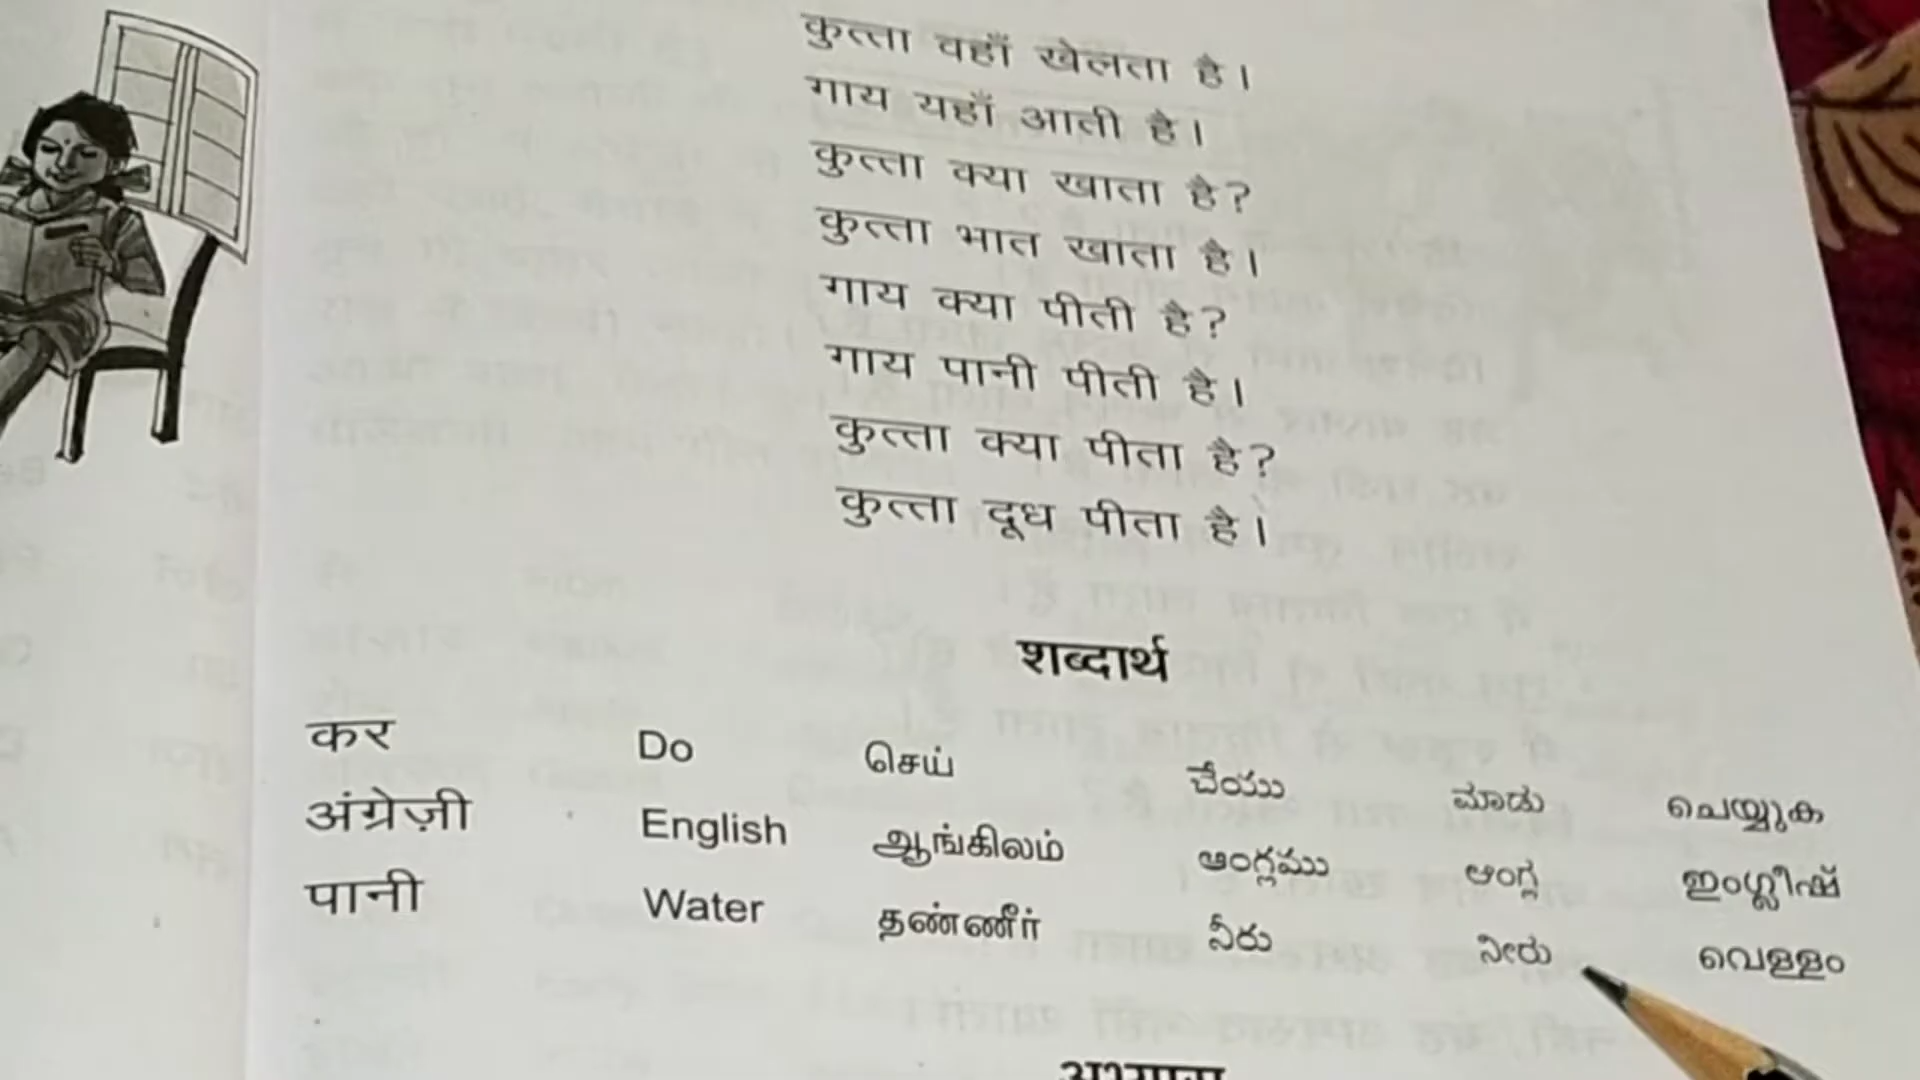 कुत्ता वहाँ खेलता है।
गाय यहाँ आती है।
कुत्ता क्या खाता है?
कुत्ता भात खाता है।
गाय क्या पीती है?
गाय पानी पीती है।
कुत्ता क्या पीता है?
कुत्ता दूध पीता है।
शब्दार्थ
कर Do செய் చేయు ಮಾಡು ചെയ്യുക
अंग्रेज़ी English ஆங்கிலம் ఆంగ్లము ಆಂಗ್ಲ ഇംഗ്ലീഷ്
पानी Water தண்ணீர் నీరు ನೀರು വെള്ളം